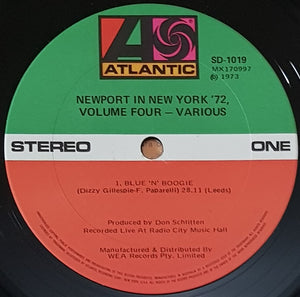 ATLANTIC
SD-1019
MX170997
℗ 1973
NEWPORT IN NEW YORK '72,
VOLUME FOUR — VARIOUS
STEREO
ONE
1. BLUE 'N' BOOGIE
(Dizzy Gillespie-F. Paparelli) 28.11 (Leeds)
Produced by Don Schlitten
Recorded Live At Radio City Music Hall
Manufactured & Distributed By
WEA Records Pty. Limited